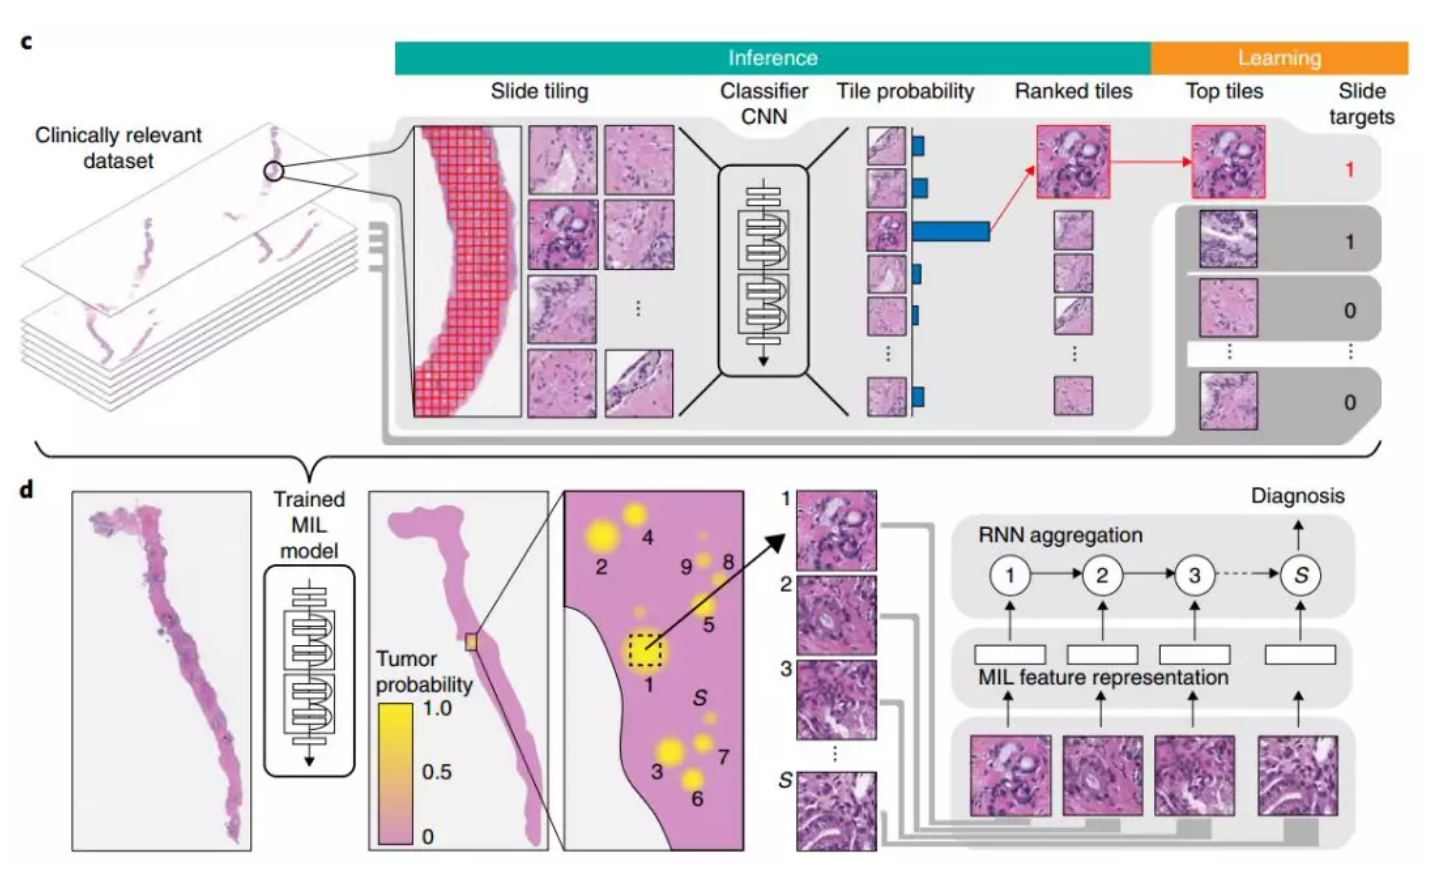 c
Inference
Learning
Slide tiling
Classifier
CNN
Tile probability
Ranked tiles
Top tiles
Slide
targets
Clinically relevant
dataset
1
1
0
0
d
Trained
MIL
model
Tumor
probability
1.0
0.5
0
4
2
9
8
5
1
S
7
3
6
1
2
3
S
Diagnosis
RNN aggregation
1
2
3
S
MIL feature representation